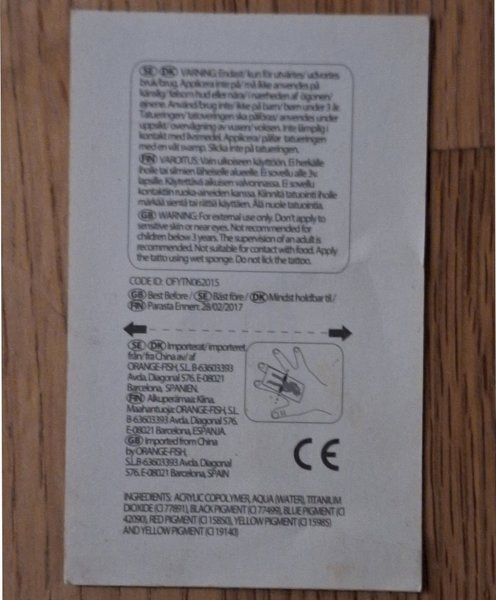 SE DK VARNING: Endast/ kun för utvärtes/ udvortes
bruk/brug. Applicera inte på/ må ikke anvendes på
känslig/ følsom hud eller nära/ i nærheden af ögonen/
øjnene. Använd/brug inte/ ikke på barn/ børn under 3 år.
Tatueringen/ tatoveringen ska påföras/ anvendes under
uppsikt/ overvågning av vuxen/ voksen. Inte lämplig i
kontakt med livsmedel. Applicera/ påfør tatueringen
med en våt svamp. Slicka inte på tatueringen.
FIN VAROITUS: Vain ulkoiseen käyttöön. Ei herkälle
iholle tai silmien läheiselle alueelle. Ei sovellu alle 3v.
lapsille. Käytettävä aikuisen valvonnassa. Ei sovellu
kontaktiin ruoka-aineiden kanssa. Kiinnitä tatuointi iholle
märkää sientä tai rättiä käyttäen. Älä nuole tatuointia.
GB WARNING: For external use only. Don't apply to
sensitive skin or near eyes. Not recommended for
children below 3 years. The supervision of an adult is
recommended. Not suitable for contact with food. Apply
the tatto using wet sponge. Do not lick the tattoo.
CODE ID: OFYTN062015
GB Best Before / SE Bäst före / DK Mindst holdbar til /
FIN Parasta Ennen: 28/02/2017
SE DK Importerat/ importeret
från/ fra China av/ af
ORANGE-FISH, S.L. B-63603393
Avda. Diagonal 576. E-08021
Barcelona, SPANIEN.
FIN Alkuperämaa: Kiina.
Maahantuoja: ORANGE-FISH, S.L.
B-63603393 Avda. Diagonal 576.
E-08021 Barcelona, ESPANJA.
GB Imported from China
by ORANGE-FISH,
S.L.B-63603393 Avda. Diagonal
576. E-08021 Barcelona, SPAIN
CE
INGREDIENTS: ACRYLIC COPOLYMER, AQUA (WATER), TITANIUM
DIOXIDE (CI 77891), BLACK PIGMENT (CI 77499), BLUE PIGMENT (CI
42090), RED PIGMENT (CI 15850), YELLOW PIGMENT (CI 15985)
AND YELLOW PIGMENT (CI 19140)